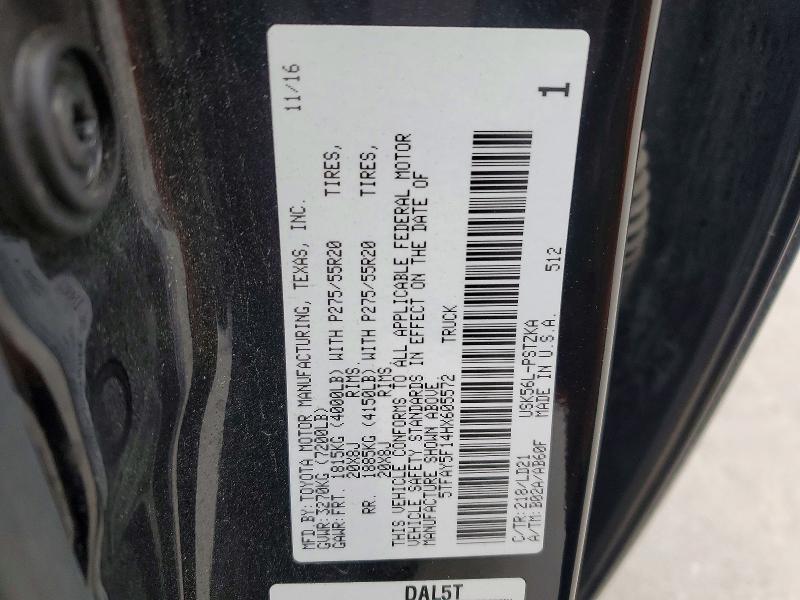 MFD.BY:TOYOTA MOTOR MANUFACTURING, TEXAS, INC. 11/16
GVWR:3270KG(7200LB)
GAWR:FRT. 1815KG(4000LB)WITH P275/55R20 TIRES,
20X8J RIMS,
RR. 1885KG(4150LB)WITH P275/55R20 TIRES,
20X8J RIMS
THIS VEHICLE CONFORMS TO ALL APPLICABLE FEDERAL MOTOR
VEHICLE SAFETY STANDARDS IN EFFECT ON THE DATE OF
MANUFACTURE SHOWN ABOVE.
5TFAY5F14HX605572 TRUCK
C/TR:218/LD21 USK56L-PSTZKA 512
A/TM:B02A/AB60F MADE IN U.S.A.
1
DAL5T